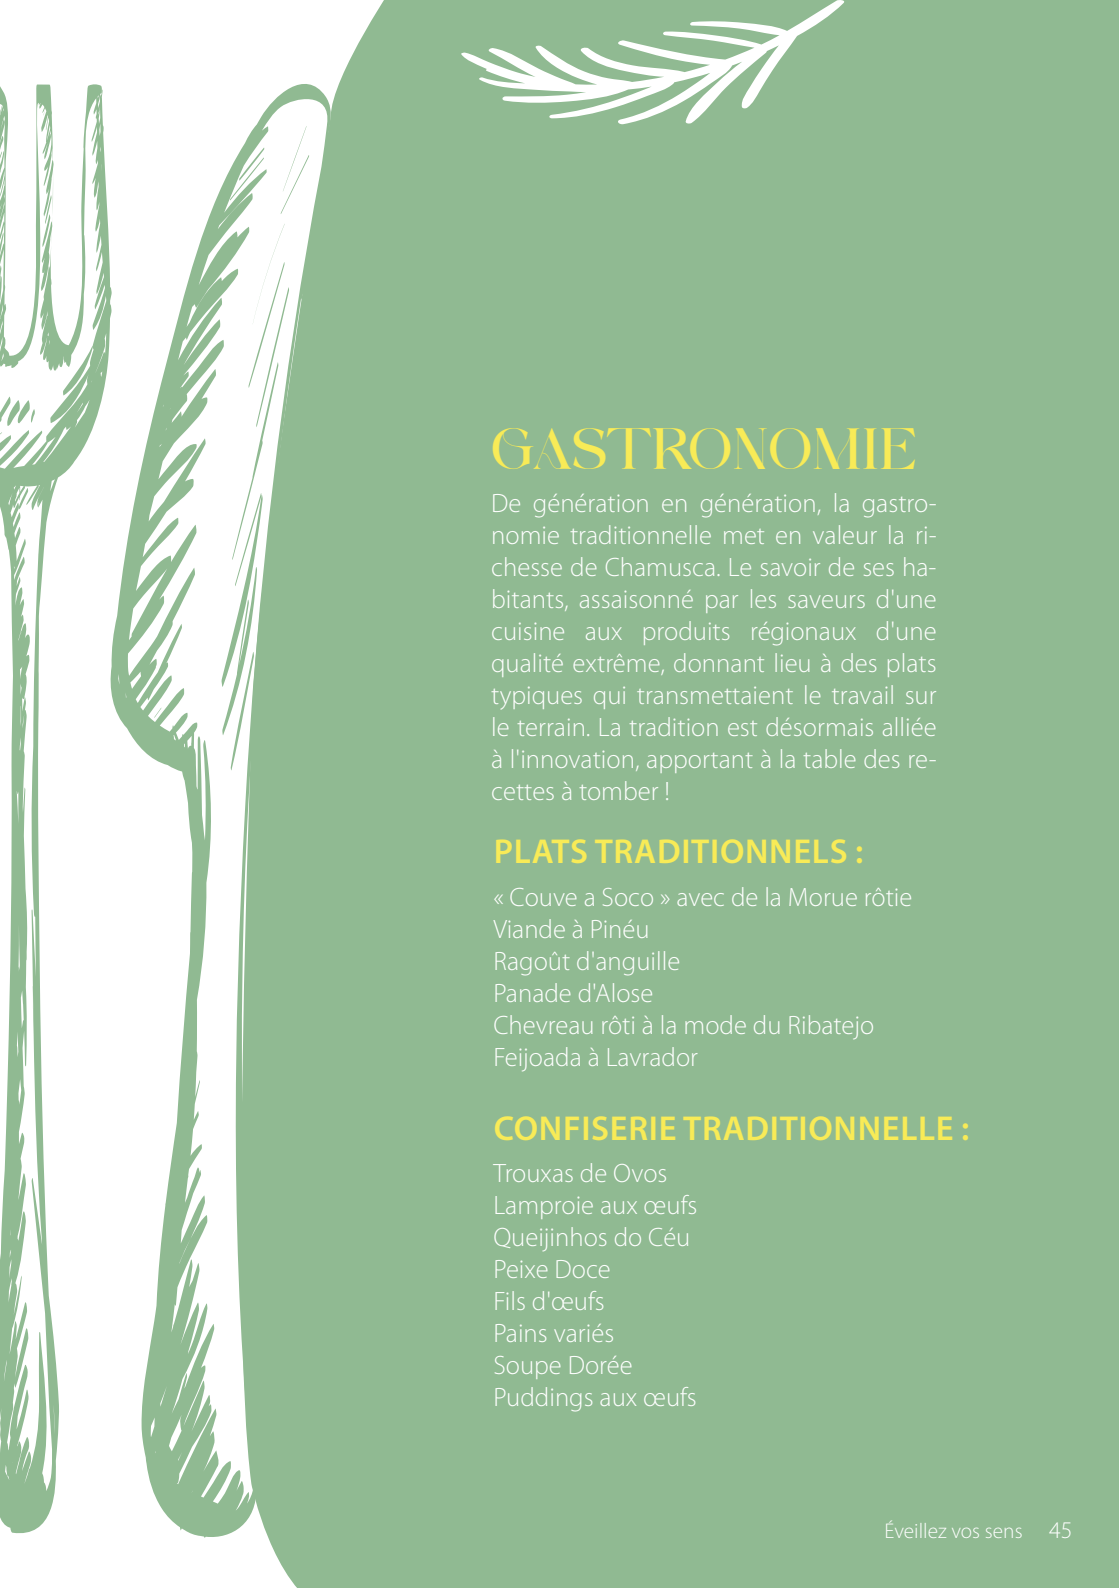 GASTRONOMIE
De génération en génération, la gastro-
nomie traditionnelle met en valeur la ri-
chesse de Chamusca. Le savoir de ses ha-
bitants, assaisonné par les saveurs d'une
cuisine aux produits régionaux d'une
qualité extrême, donnant lieu à des plats
typiques qui transmettaient le travail sur
le terrain. La tradition est désormais alliée
à l'innovation, apportant à la table des re-
cettes à tomber !
PLATS TRADITIONNELS :
« Couve a Soco » avec de la Morue rôtie
Viande à Pinéu
Ragoût d'anguille
Panade d'Alose
Chevreau rôti à la mode du Ribatejo
Feijoada à Lavrador
CONFISERIE TRADITIONNELLE :
Trouxas de Ovos
Lamproie aux œufs
Queijinhos do Céu
Peixe Doce
Fils d'œufs
Pains variés
Soupe Dorée
Puddings aux œufs
Éveillez vos sens 45